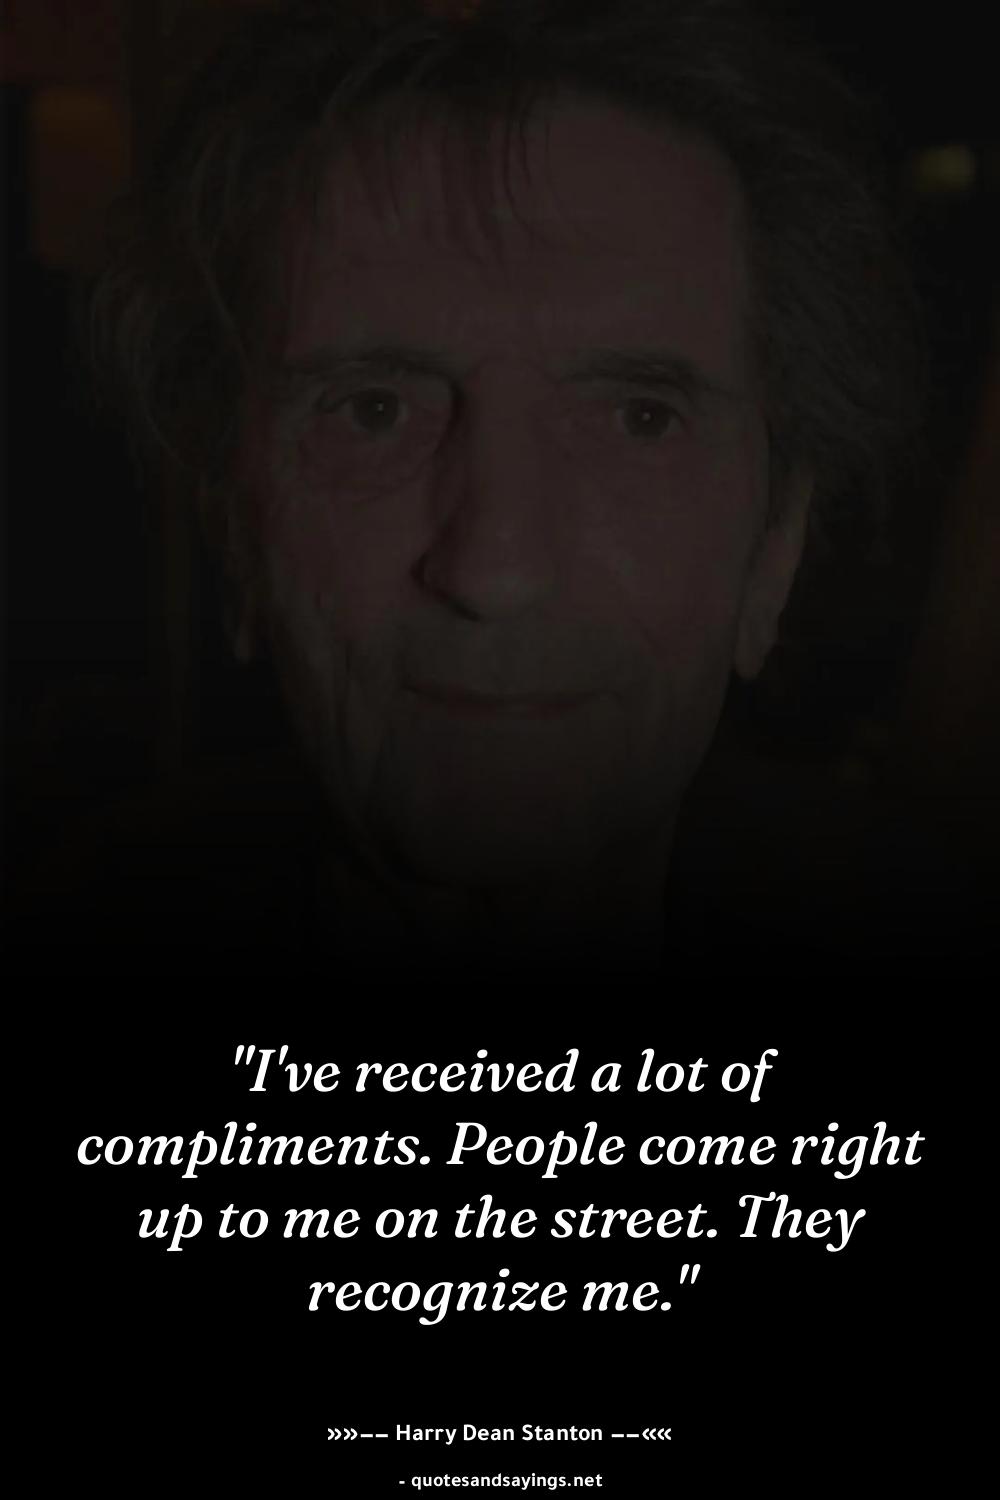 "I've received a lot of
compliments. People come right
up to me on the street. They
recognize me."
»»−− Harry Dean Stanton −−««
- quotesandsayings.net